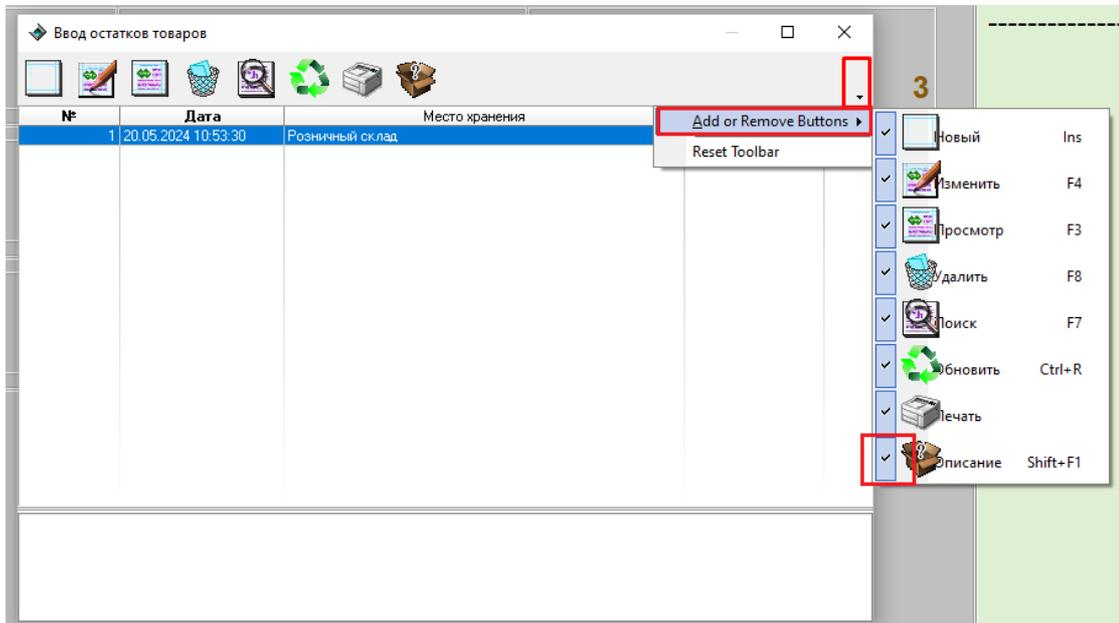 Ввод остатков товаров
3
№ Дата Место хранения
1 20.05.2024 10:53:30 Розничный склад
Add or Remove Buttons
Reset Toolbar
Новый Ins
Изменить F4
Просмотр F3
Удалить F8
Поиск F7
Обновить Ctrl+R
Печать
Описание Shift+F1